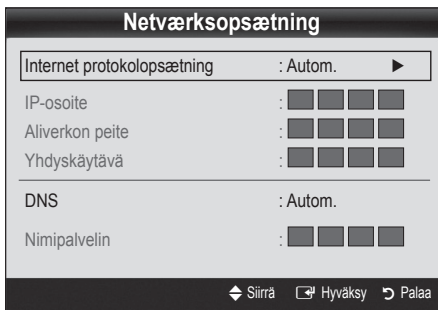 Netværksopsætning
Internet protokolopsætning : Autom. ▶
IP-osoite :
Aliverkon peite :
Yhdyskäytävä :
DNS : Autom.
Nimipalvelin :
Siirrä Hyväksy Palaa